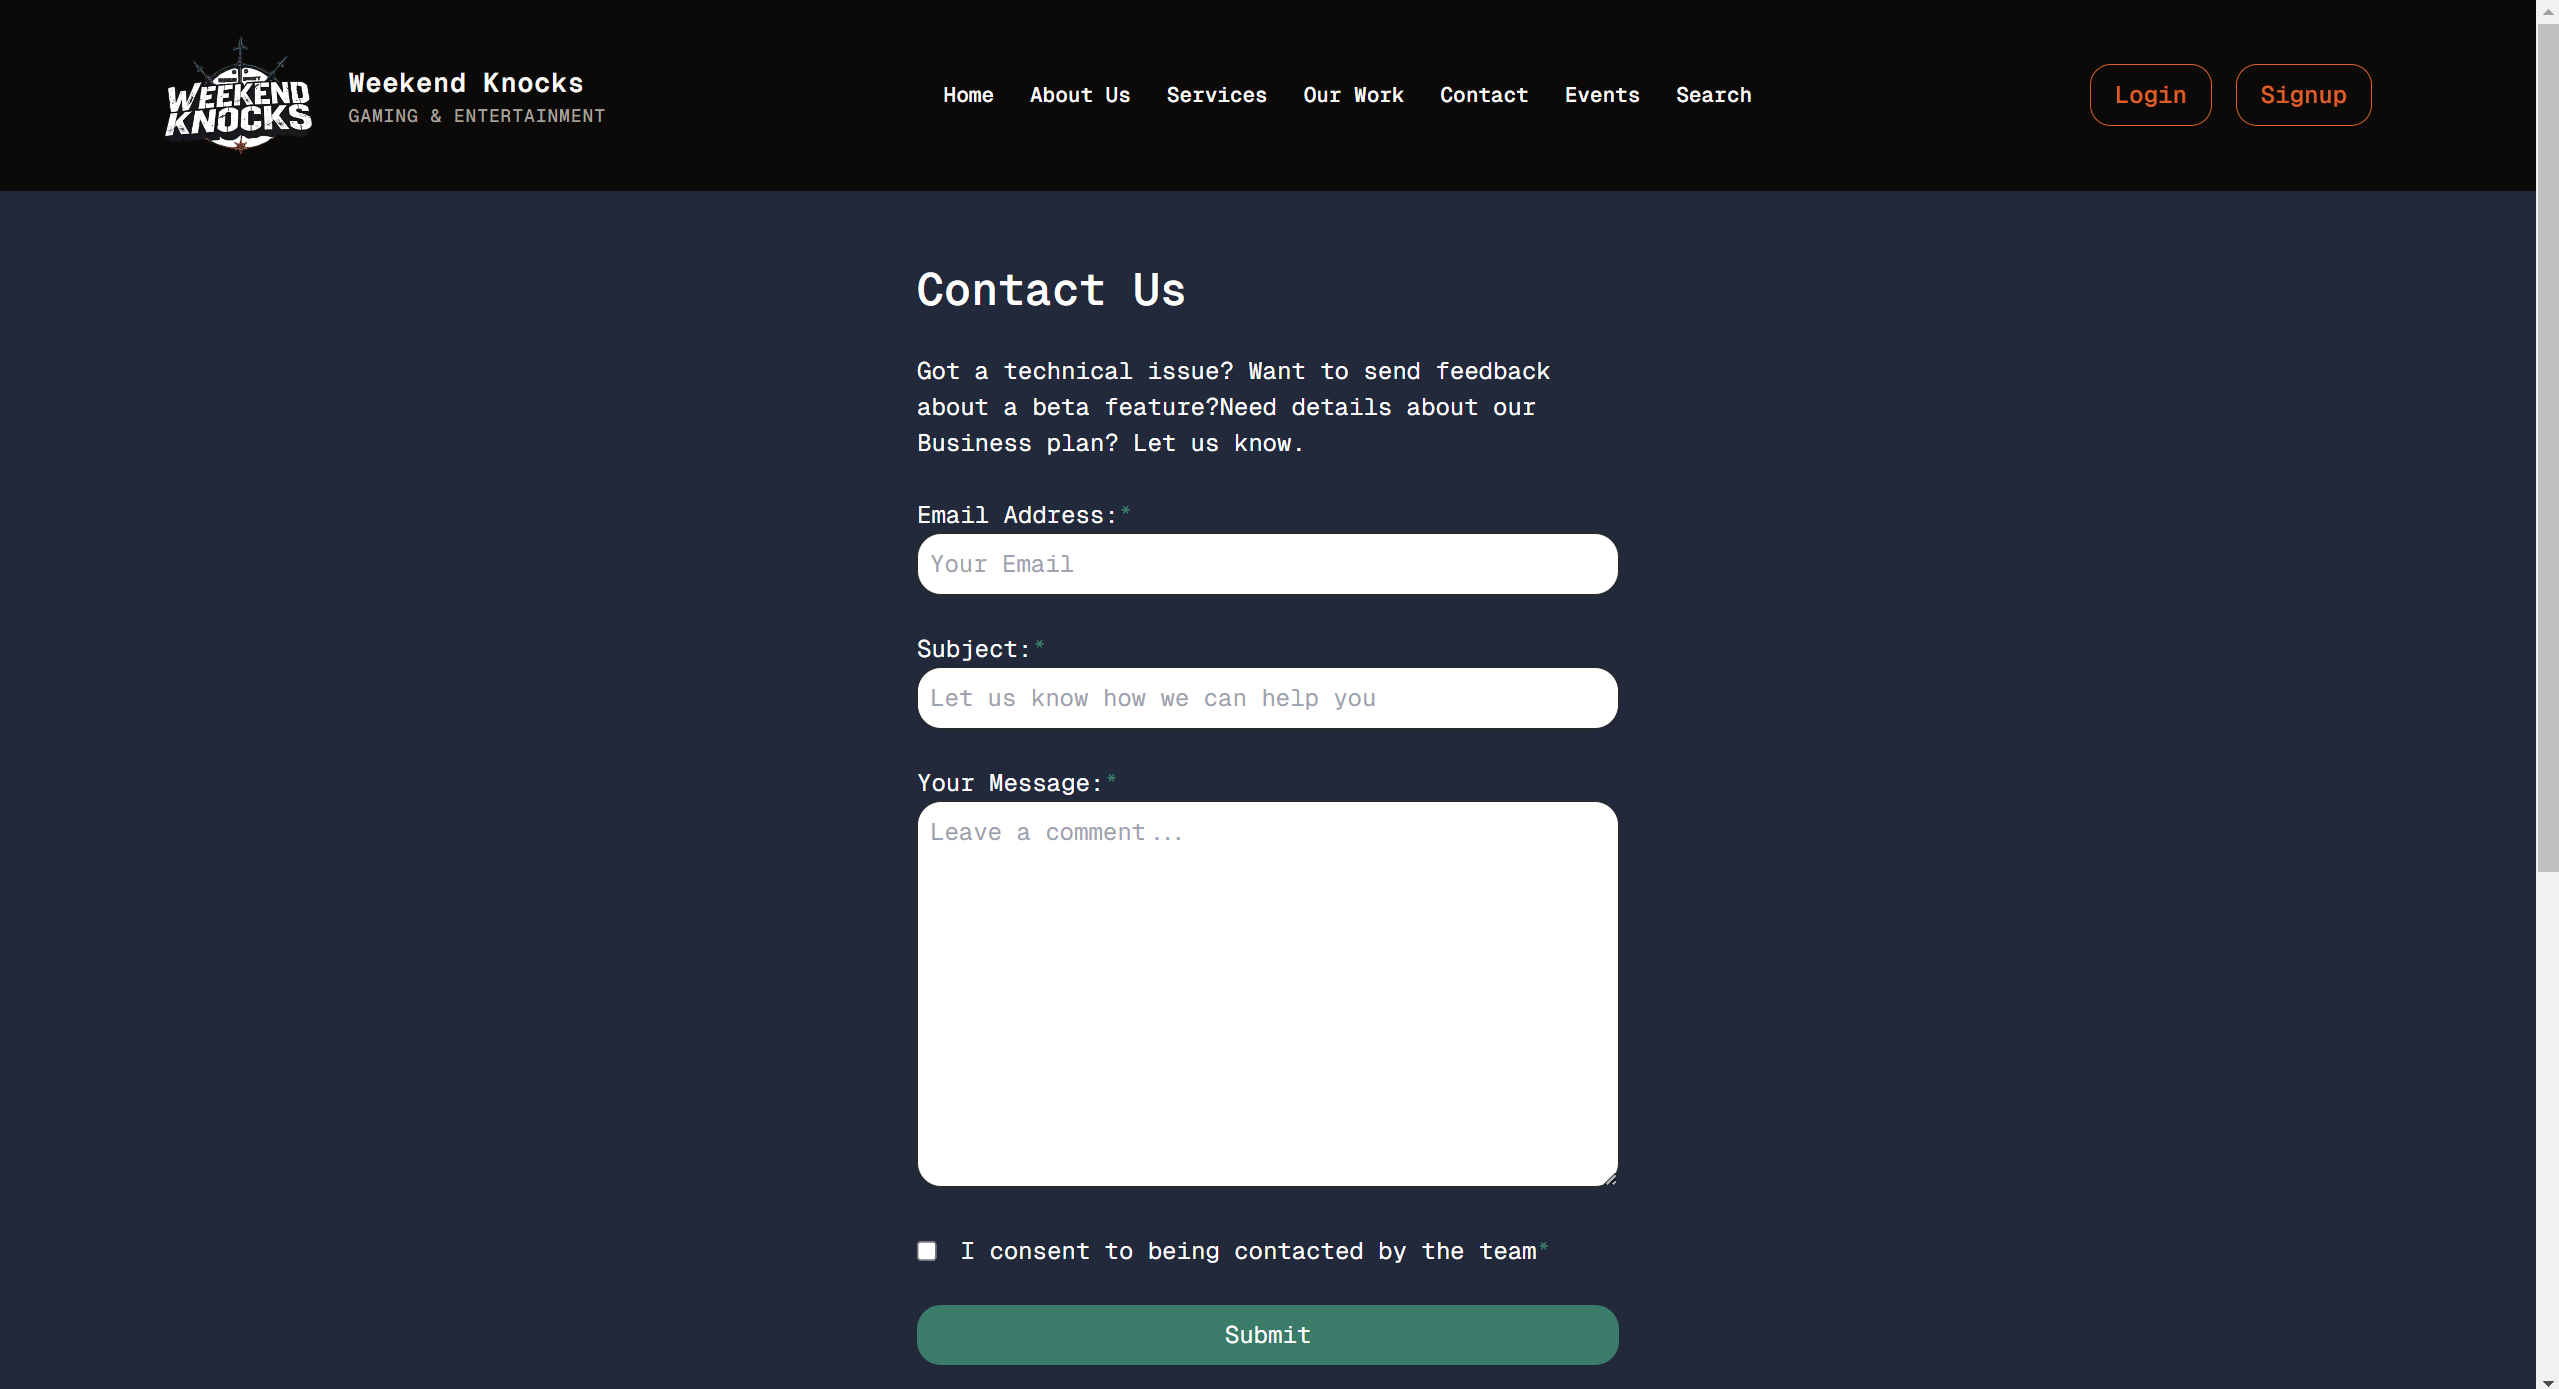 WEEKEND
KNOCKS
Weekend Knocks
GAMING & ENTERTAINMENT
Home About Us Services Our Work Contact Events Search
Login Signup
Contact Us
Got a technical issue? Want to send feedback
about a beta feature?Need details about our
Business plan? Let us know.
Email Address:*
Your Email
Subject:*
Let us know how we can help you
Your Message:*
Leave a comment...
I consent to being contacted by the team*
Submit